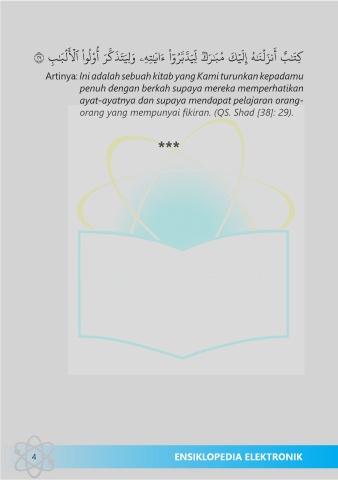 كِتَٰبٌ أَنزَلْنَٰهُ إِلَيْكَ مُبَٰرَكٌ لِّيَدَّبَّرُوٓا۟ ءَايَٰتِهِۦ وَلِيَتَذَكَّرَ أُو۟لُوا۟ ٱلْأَلْبَٰبِ ٢٩
Artinya: Ini adalah sebuah kitab yang Kami turunkan kepadamu
penuh dengan berkah supaya mereka memperhatikan
ayat-ayatnya dan supaya mendapat pelajaran orang-
orang yang mempunyai fikiran. (QS. Shad [38]: 29).
***
4 ENSIKLOPEDIA ELEKTRONIK